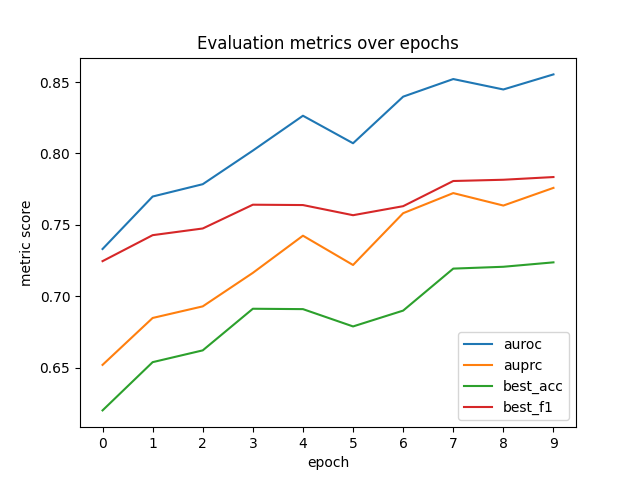 Evaluation metrics over epochs
0.85
0.80
0.75
0.70
0.65
metric score
auroc
auprc
best_acc
best_f1
0 1 2 3 4 5 6 7 8 9
epoch